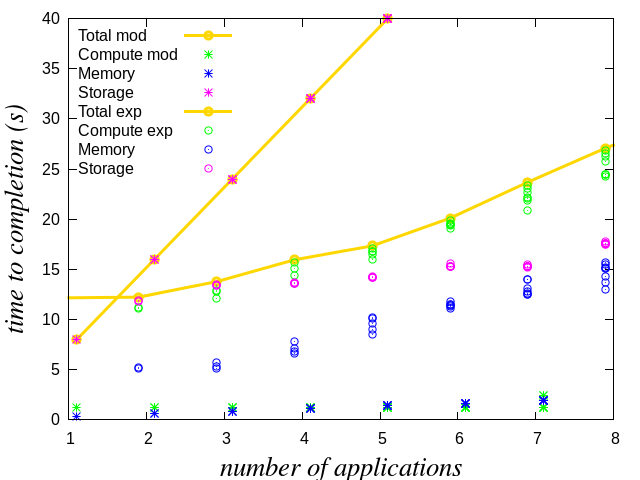 40
35
30
25
20
15
10
5
0
time to completion (s)
Total mod
Compute mod
Memory
Storage
Total exp
Compute exp
Memory
Storage
1 2 3 4 5 6 7 8
number of applications